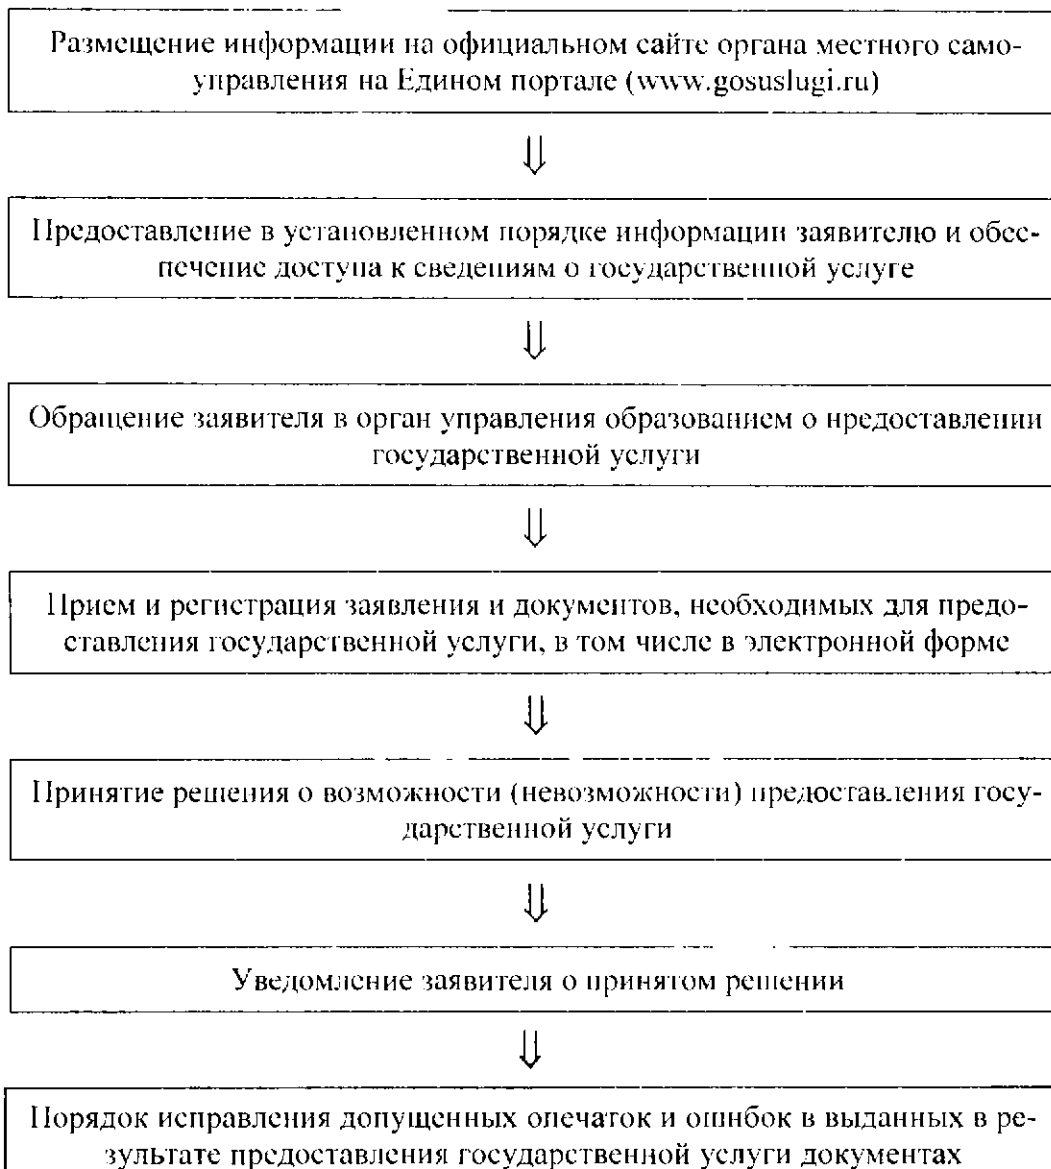 Размещение информации на официальном сайте органа местного само-
управления на Едином портале (www.gosuslugi.ru)
⇓
Предоставление в установленном порядке информации заявителю и обес-
печение доступа к сведениям о государственной услуге
⇓
Обращение заявителя в орган управления образованием о предоставлении
государственной услуги
⇓
Прием и регистрация заявления и документов, необходимых для предо-
ставления государственной услуги, в том числе в электронной форме
⇓
Принятие решения о возможности (невозможности) предоставления госу-
дарственной услуги
⇓
Уведомление заявителя о принятом решении
⇓
Порядок исправления допущенных опечаток и ошибок в выданных в ре-
зультате предоставления государственной услуги документах